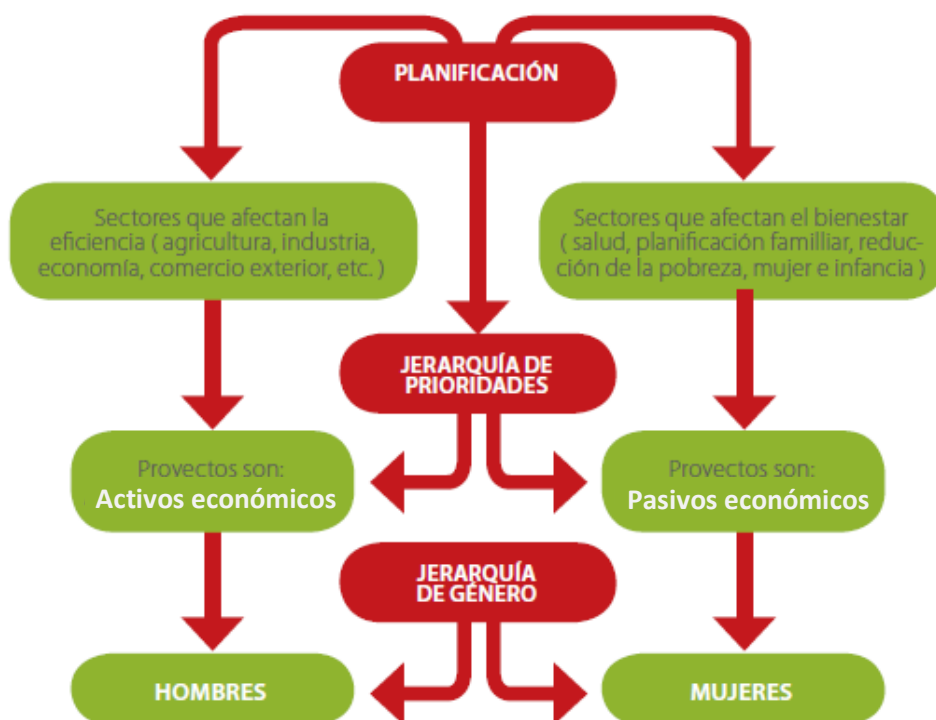 PLANIFICACIÓN
Sectores que afectan la
eficiencia ( agricultura, industria,
economía, comercio exterior, etc. )
Sectores que afectan el bienestar
( salud, planificación familliar, reduc-
ción de la pobreza, mujer e infancia )
JERARQUÍA DE
PRIORIDADES
Provectos son:
Activos económicos
Provectos son:
Pasivos económicos
JERARQUÍA
DE GÉNERO
HOMBRES
MUJERES